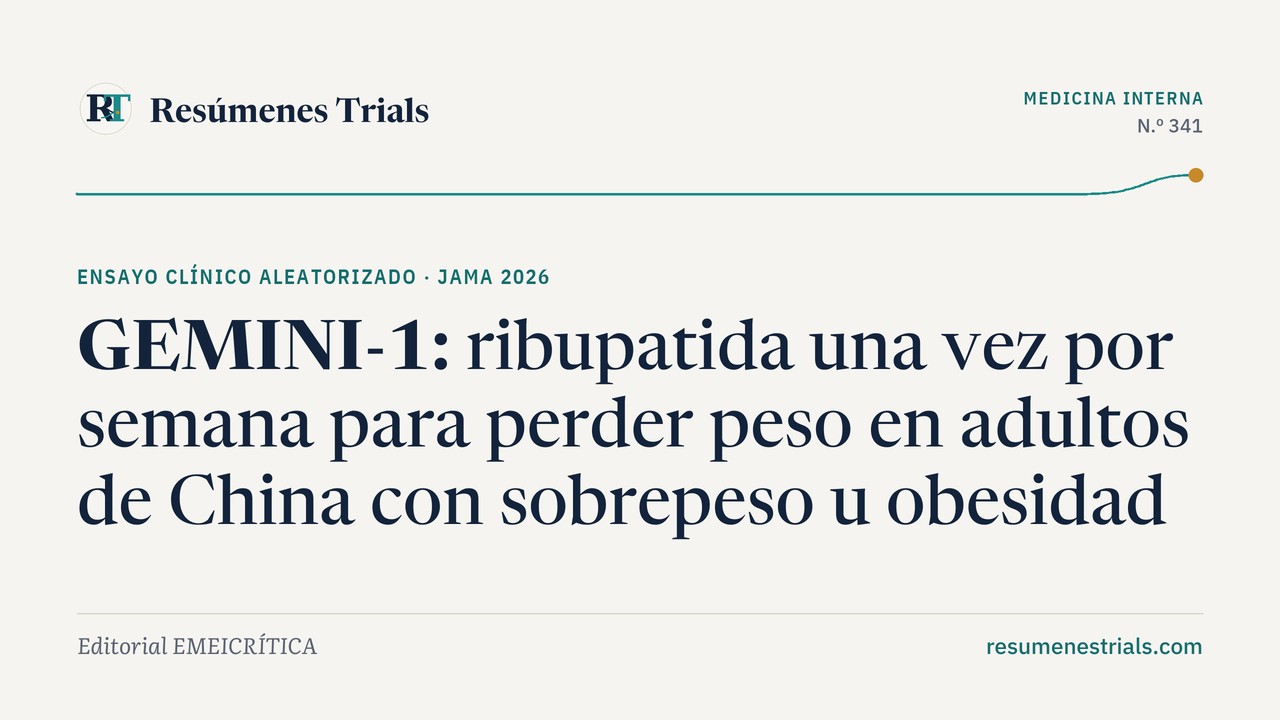 RT Resúmenes Trials
MEDICINA INTERNA
N.º 341
ENSAYO CLÍNICO ALEATORIZADO · JAMA 2026
GEMINI-1: ribupatida una vez por
semana para perder peso en adultos
de China con sobrepeso u obesidad
Editorial EMEICRÍTICA
resumenestrials.com